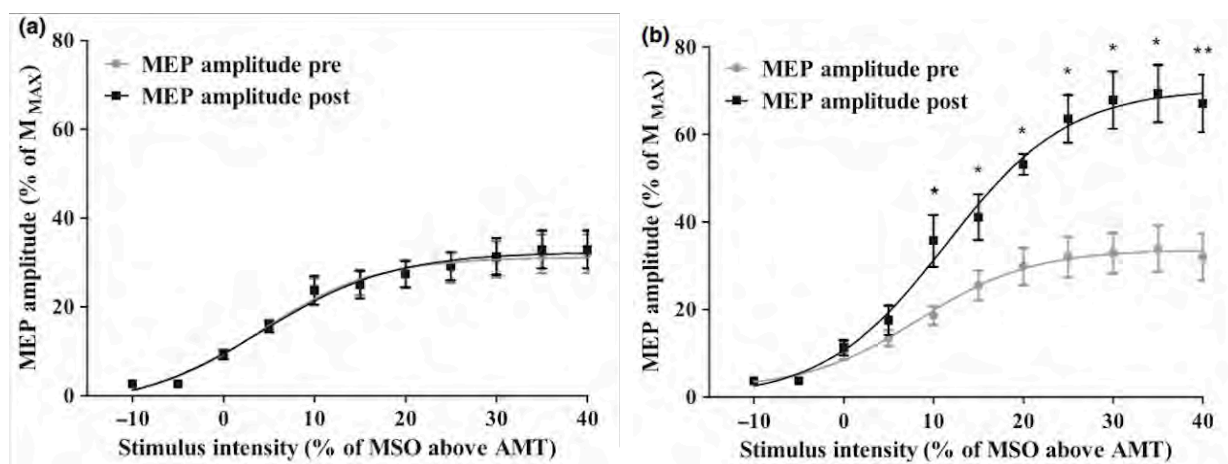 (a)
80
60
40
20
0
MEP amplitude (% of M MAX)
MEP amplitude pre
MEP amplitude post
−10 0 10 20 30 40
Stimulus intensity (% of MSO above AMT)
(b)
80
60
40
20
0
MEP amplitude (% of M MAX)
MEP amplitude pre
MEP amplitude post
* * * * * * **
−10 0 10 20 30 40
Stimulus intensity (% of MSO above AMT)